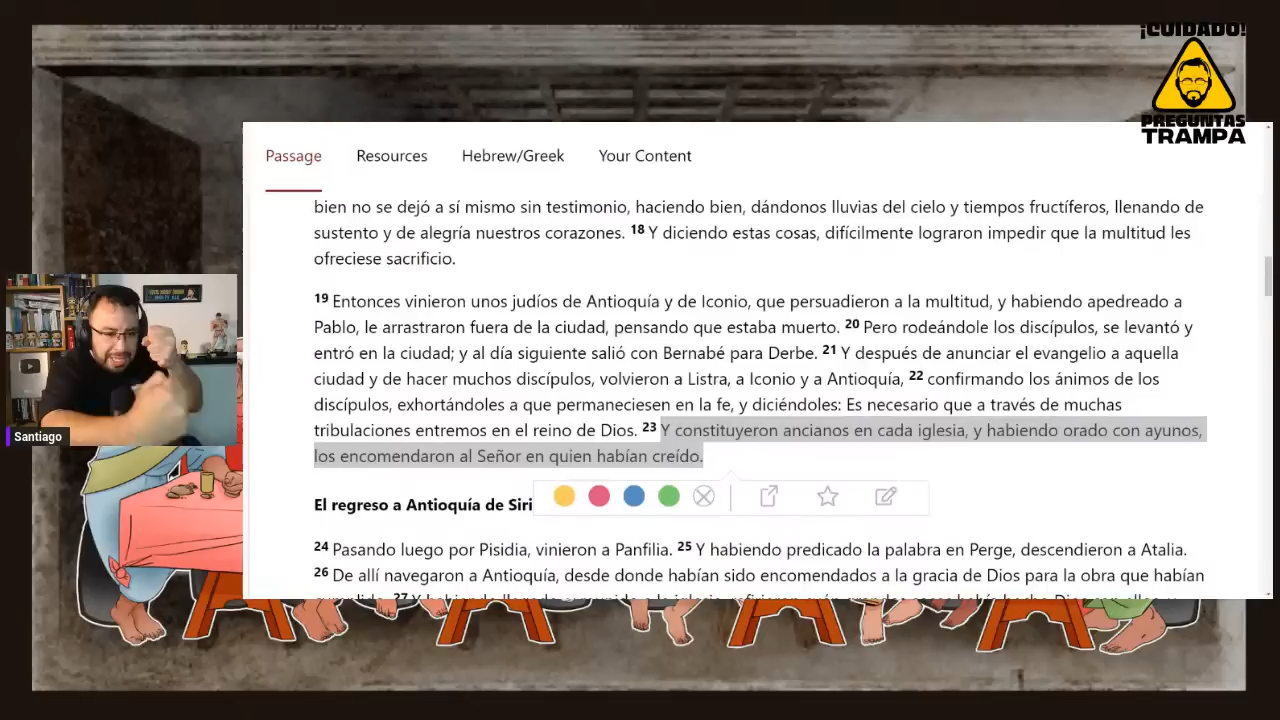 ¡CUIDADO!
PREGUNTAS
TRAMPA
Passage Resources Hebrew/Greek Your Content
bien no se dejó a sí mismo sin testimonio, haciendo bien, dándonos lluvias del cielo y tiempos fructíferos, llenando de
sustento y de alegría nuestros corazones. 18 Y diciendo estas cosas, difícilmente lograron impedir que la multitud les
ofreciese sacrificio.
19 Entonces vinieron unos judíos de Antioquía y de Iconio, que persuadieron a la multitud, y habiendo apedreado a
Pablo, le arrastraron fuera de la ciudad, pensando que estaba muerto. 20 Pero rodeándole los discípulos, se levantó y
entró en la ciudad; y al día siguiente salió con Bernabé para Derbe. 21 Y después de anunciar el evangelio a aquella
ciudad y de hacer muchos discípulos, volvieron a Listra, a Iconio y a Antioquía, 22 confirmando los ánimos de los
discípulos, exhortándoles a que permaneciesen en la fe, y diciéndoles: Es necesario que a través de muchas
tribulaciones entremos en el reino de Dios. 23 Y constituyeron ancianos en cada iglesia, y habiendo orado con ayunos,
los encomendaron al Señor en quien habían creído.
El regreso a Antioquía de Siri
24 Pasando luego por Pisidia, vinieron a Panfilia. 25 Y habiendo predicado la palabra en Perge, descendieron a Atalia.
26 De allí navegaron a Antioquía, desde donde habían sido encomendados a la gracia de Dios para la obra que habían
Santiago